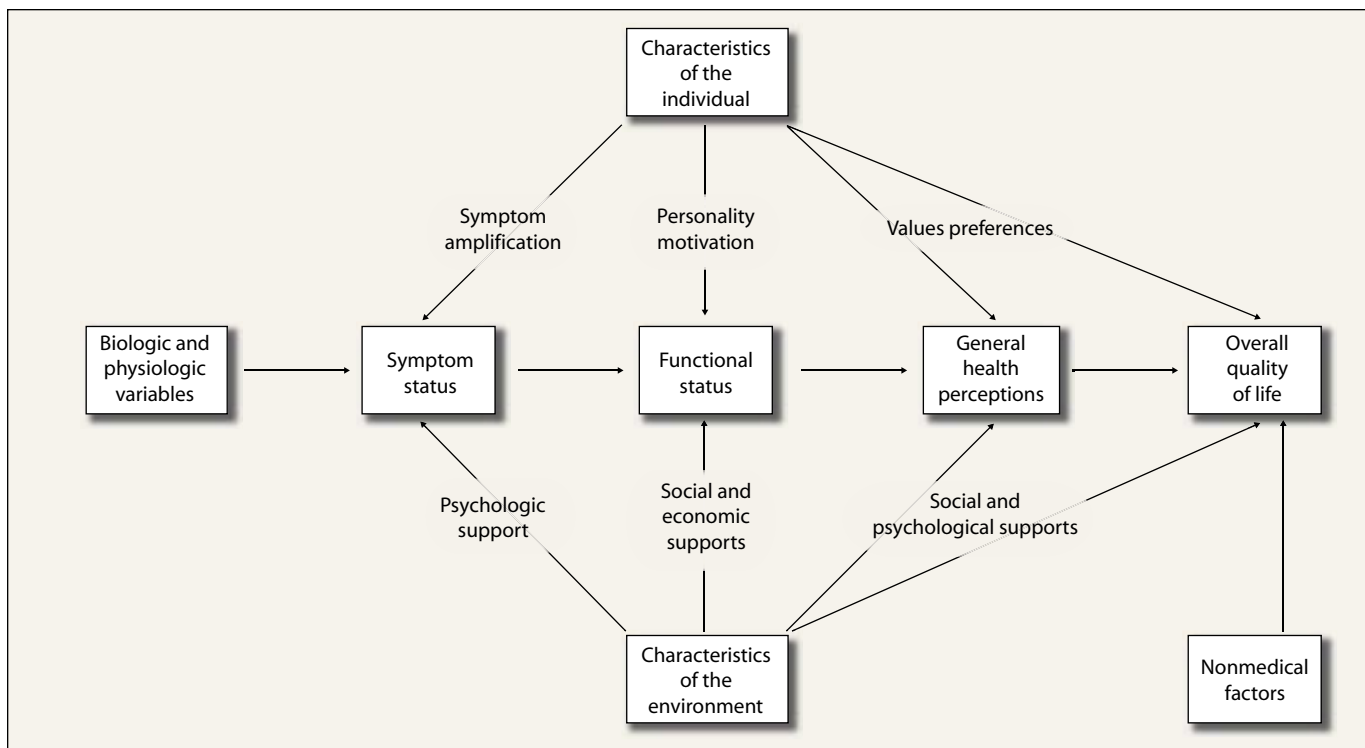 Characteristics
of the
individual
Symptom
amplification
Personality
motivation
Values preferences
Biologic and
physiologic
variables
Symptom
status
Functional
status
General
health
perceptions
Overall
quality
of life
Psychologic
support
Social and
economic
supports
Social and
psychological supports
Characteristics
of the
environment
Nonmedical
factors